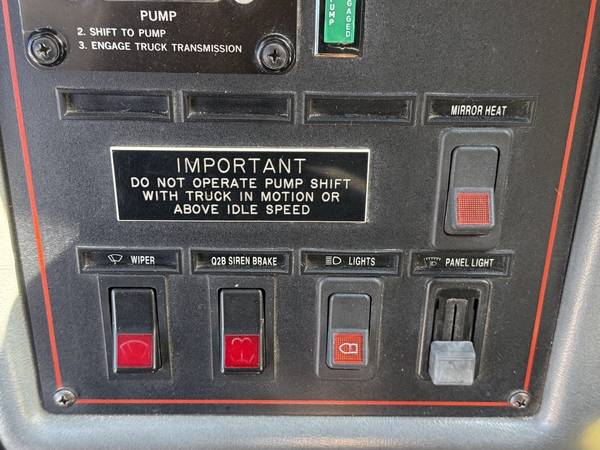 PUMP
2. SHIFT TO PUMP
3. ENGAGE TRUCK TRANSMISSION
PUMP
ENGAGED
MIRROR HEAT
IMPORTANT
DO NOT OPERATE PUMP SHIFT
WITH TRUCK IN MOTION OR
ABOVE IDLE SPEED
WIPER
Q2B SIREN BRAKE
LIGHTS
PANEL LIGHT